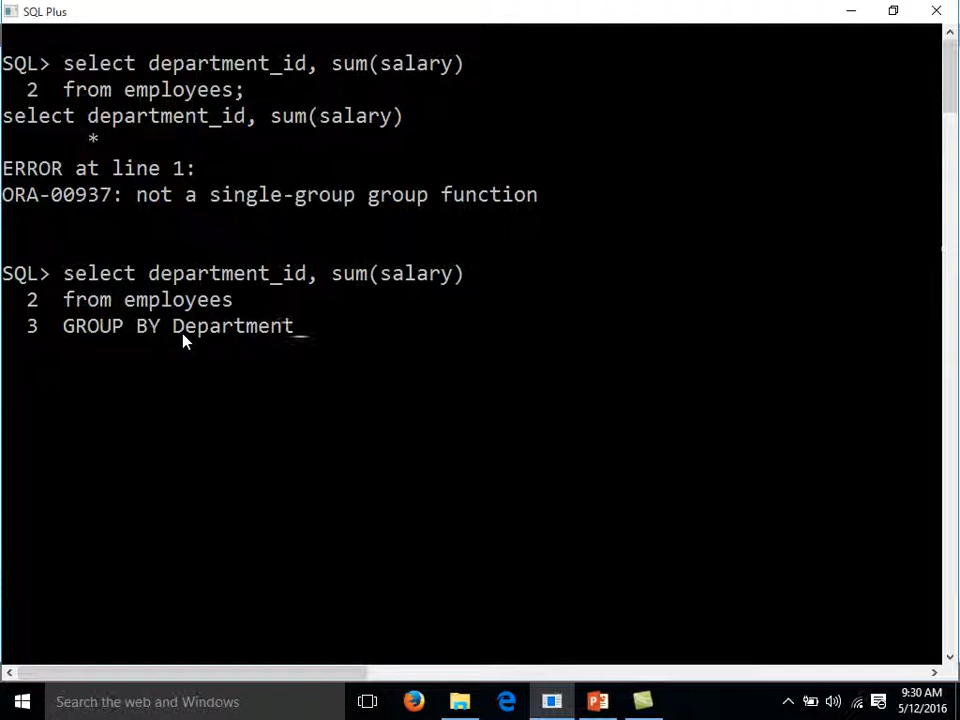 SQL Plus
SQL> select department_id, sum(salary)
2 from employees;
select department_id, sum(salary)
*
ERROR at line 1:
ORA-00937: not a single-group group function
SQL> select department_id, sum(salary)
2 from employees
3 GROUP BY Department_
Search the web and Windows
9:30 AM
5/12/2016